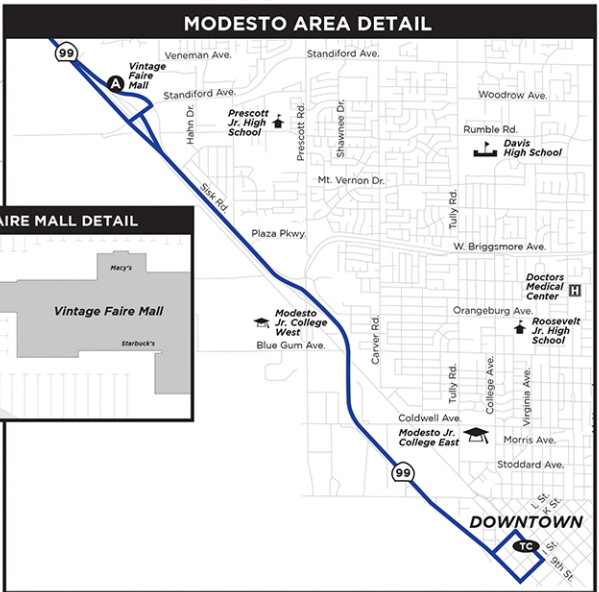 MODESTO AREA DETAIL
99
Veneman Ave.
Standiford Ave.
Vintage
Faire
Mall
A
Standiford Ave.
Woodrow Ave.
Hahn Dr.
Prescott
Jr. High
School
Prescott Rd.
Shawnee Dr.
Rumble Rd.
Davis
High School
Mt. Vernon Dr.
Sisk Rd.
Tully Rd.
AIRE MALL DETAIL
Plaza Pkwy.
W. Briggsmore Ave.
Macy's
Vintage Faire Mall
Starbuck's
Doctors
Medical
Center
H
Modesto
Jr. College
West
Orangeburg Ave.
Roosevelt
Jr. High
School
Blue Gum Ave.
Carver Rd.
Tully Rd.
College Ave.
Virginia Ave.
Coldwell Ave.
Modesto Jr.
College East
Morris Ave.
Stoddard Ave.
99
L St.
K St.
DOWNTOWN
TC
I St.
9th St.